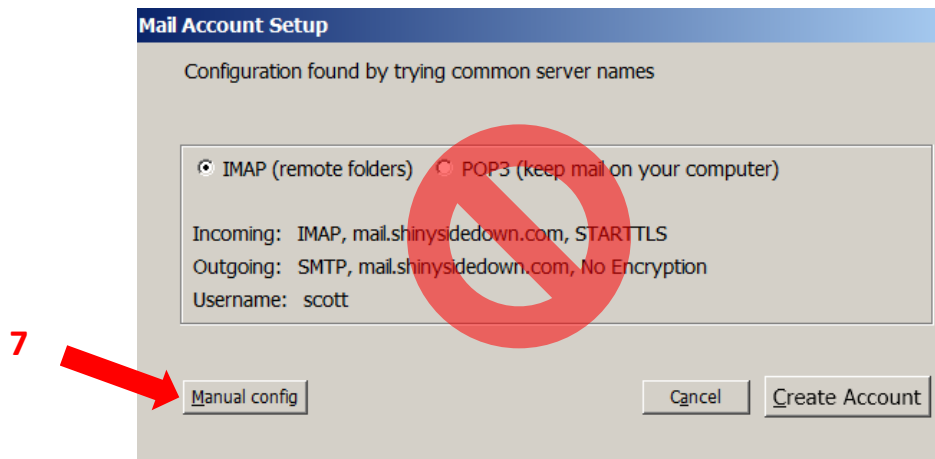 Mail Account Setup
Configuration found by trying common server names
IMAP (remote folders) POP3 (keep mail on your computer)
Incoming: IMAP, mail.shinysidedown.com, STARTTLS
Outgoing: SMTP, mail.shinysidedown.com, No Encryption
Username: scott
7
Manual config Cancel Create Account